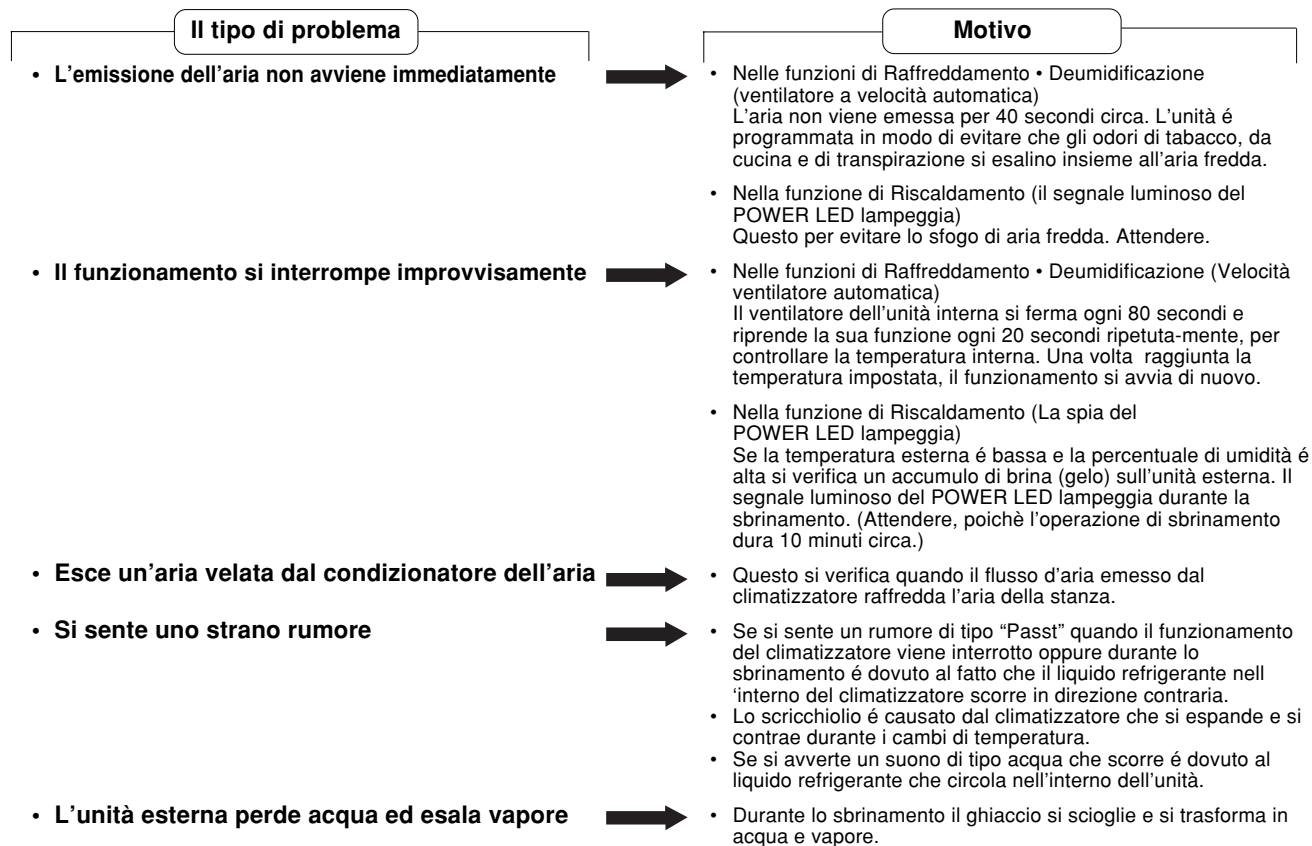 Il tipo di problema
Motivo
• L'emissione dell'aria non avviene immediatamente
• Nelle funzioni di Raffreddamento • Deumidificazione
(ventilatore a velocità automatica)
L'aria non viene emessa per 40 secondi circa. L'unità é
programmata in modo di evitare che gli odori di tabacco, da
cucina e di transpirazione si esalino insieme all'aria fredda.
• Nella funzione di Riscaldamento (il segnale luminoso del
POWER LED lampeggia)
Questo per evitare lo sfogo di aria fredda. Attendere.
• Il funzionamento si interrompe improvvisamente
• Nelle funzioni di Raffreddamento • Deumidificazione (Velocità
ventilatore automatica)
Il ventilatore dell'unità interna si ferma ogni 80 secondi e
riprende la sua funzione ogni 20 secondi ripetuta-mente, per
controllare la temperatura interna. Una volta raggiunta la
temperatura impostata, il funzionamento si avvia di nuovo.
• Nella funzione di Riscaldamento (La spia del
POWER LED lampeggia)
Se la temperatura esterna é bassa e la percentuale di umidità é
alta si verifica un accumulo di brina (gelo) sull'unità esterna. Il
segnale luminoso del POWER LED lampeggia durante la
sbrinamento. (Attendere, poichè l'operazione di sbrinamento
dura 10 minuti circa.)
• Esce un'aria velata dal condizionatore dell'aria
• Questo si verifica quando il flusso d'aria emesso dal
climatizzatore raffredda l'aria della stanza.
• Si sente uno strano rumore
• Se si sente un rumore di tipo “Passt” quando il funzionamento
del climatizzatore viene interrotto oppure durante lo
sbrinamento é dovuto al fatto che il liquido refrigerante nell
‘interno del climatizzatore scorre in direzione contraria.
• Lo scricchiolio é causato dal climatizzatore che si espande e si
contrae durante i cambi di temperatura.
• Se si avverte un suono di tipo acqua che scorre é dovuto al
liquido refrigerante che circola nell'interno dell'unità.
• L'unità esterna perde acqua ed esala vapore
• Durante lo sbrinamento il ghiaccio si scioglie e si trasforma in
acqua e vapore.